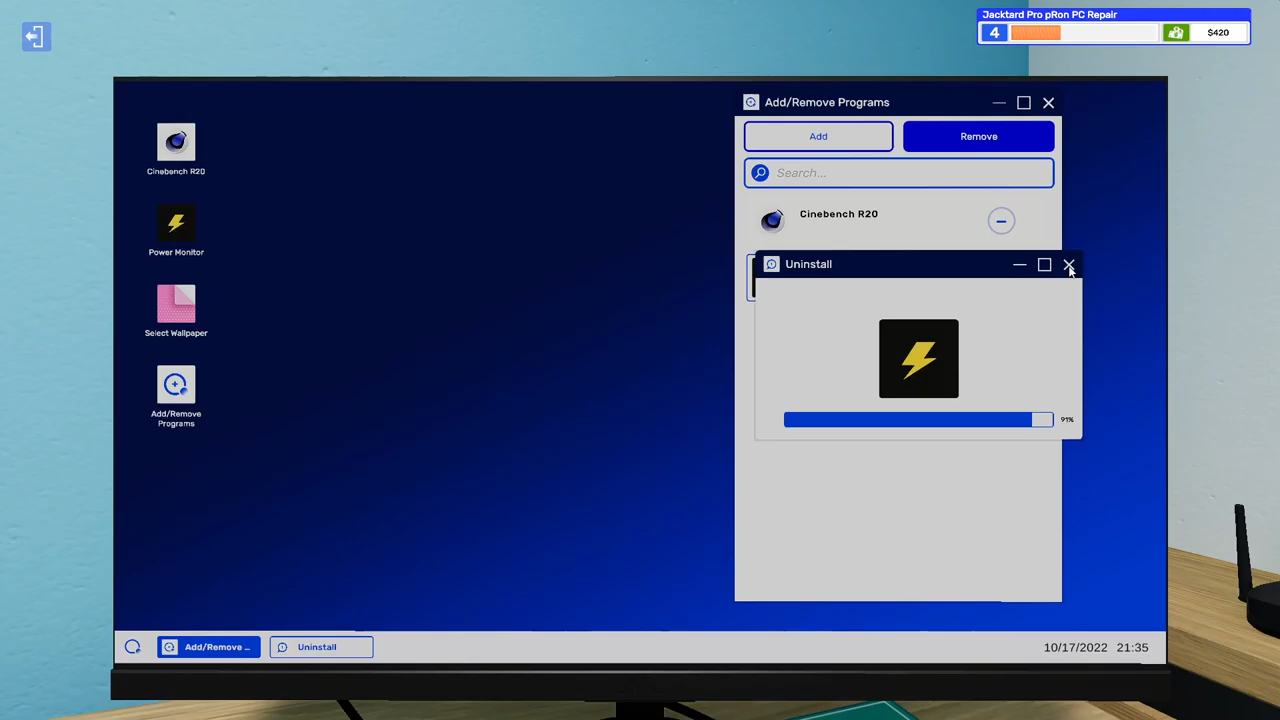 Jacktard Pro pRon PC Repair
4
$420
Add/Remove Programs
Add
Remove
Search...
Cinebench R20
Uninstall
91%
Cinebench R20
Power Monitor
Select Wallpaper
Add/Remove
Programs
Add/Remove ...
Uninstall
10/17/2022 21:35